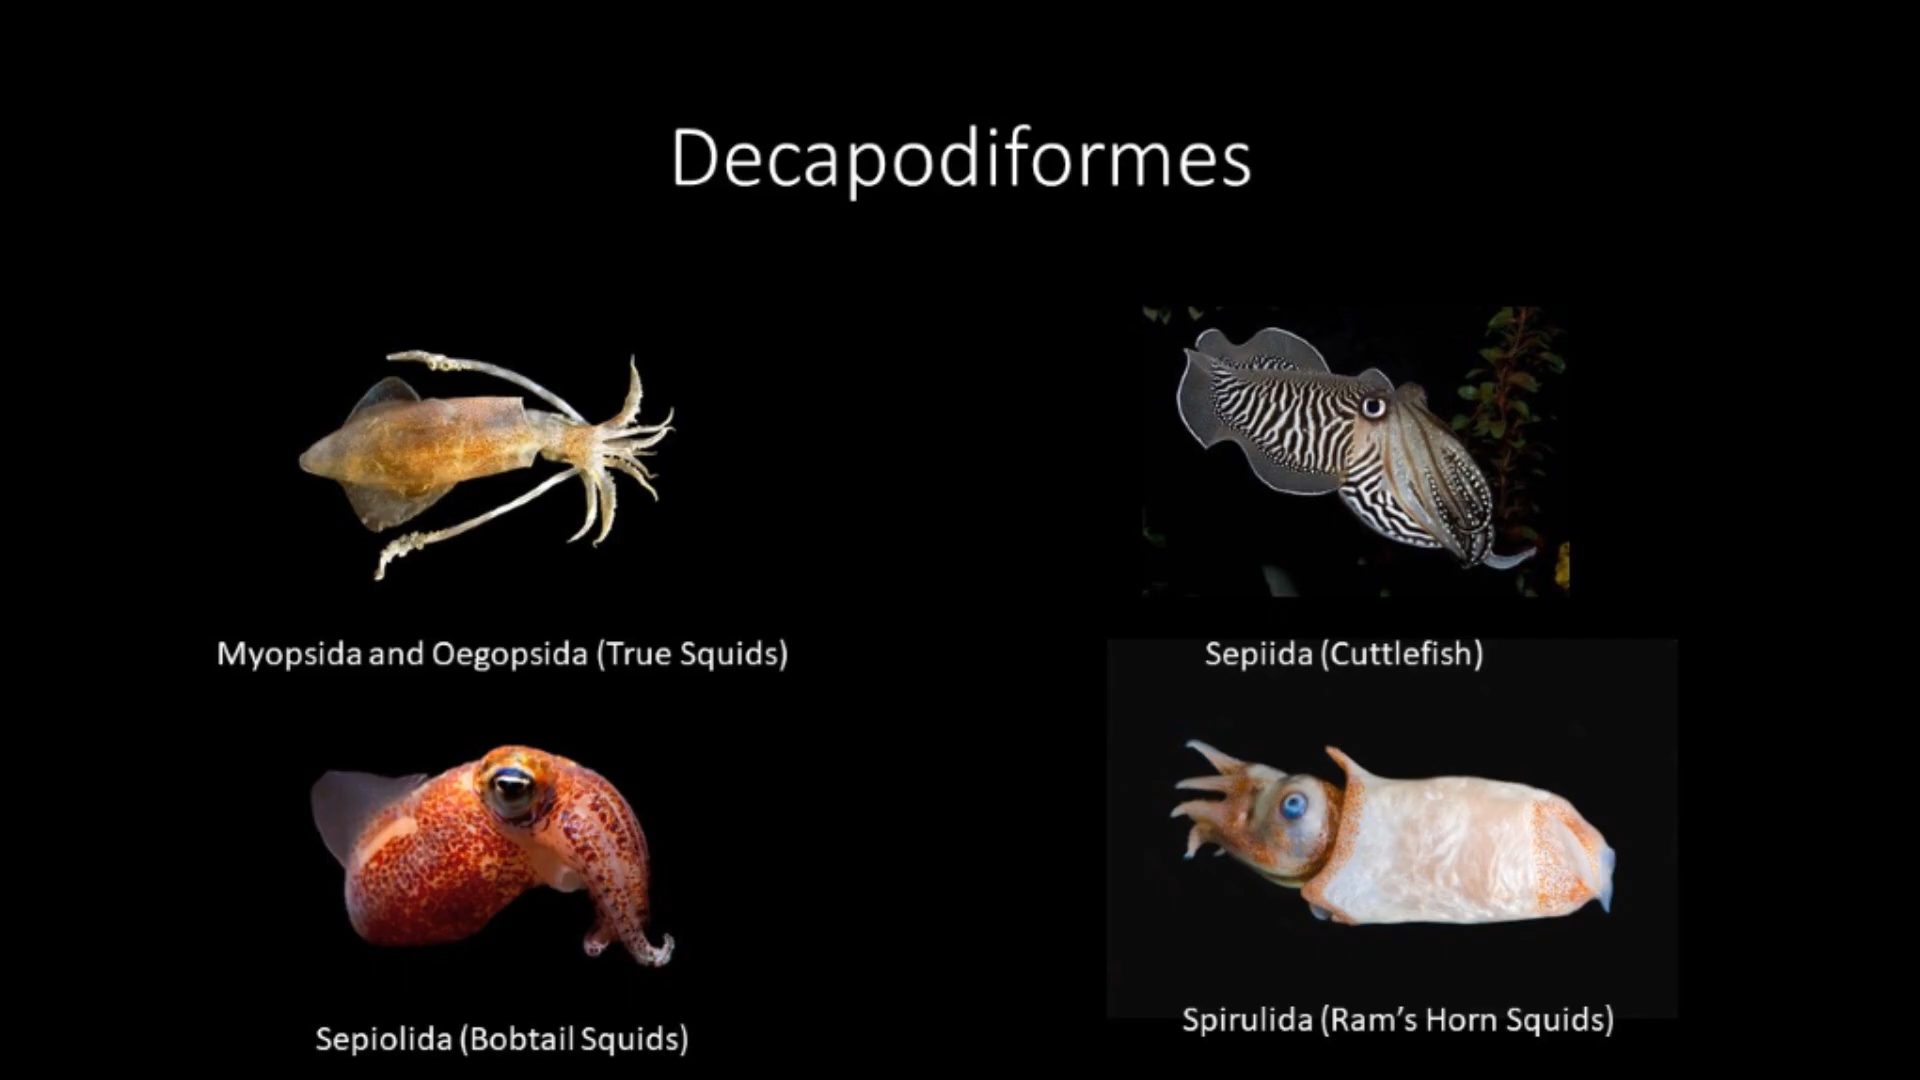 Decapodiformes
Myopsida and Oegopsida (True Squids)
Sepiida (Cuttlefish)
Sepiolida (Bobtail Squids)
Spirulida (Ram’s Horn Squids)